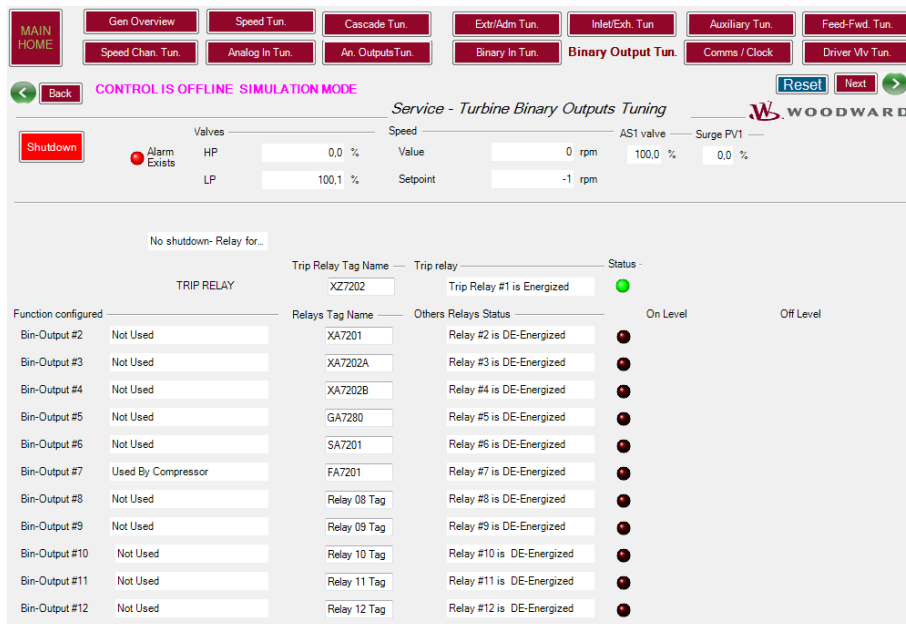 MAIN HOME
Gen Overview
Speed Tun.
Cascade Tun.
Extr/Adm Tun.
Inlet/Exh. Tun
Auxiliary Tun.
Feed-Fwd. Tun.
Speed Chan. Tun.
Analog In Tun.
An. OutputsTun.
Binary In Tun.
Binary Output Tun.
Comms / Clock
Driver Vlv Tun.
Back
CONTROL IS OFFLINE SIMULATION MODE
Reset
Next
Service - Turbine Binary Outputs Tuning
WOODWARD
Shutdown
Alarm Exists
Valves
Speed
AS1 valve
Surge PV1
HP 0,0 %
Value 0 rpm
100,0 %
0,0 %
LP 100,1 %
Setpoint -1 rpm
No shutdown- Relay for...
Trip Relay Tag Name
Trip relay
Status
TRIP RELAY
XZ7202
Trip Relay #1 is Energized
Function configured
Relays Tag Name
Others Relays Status
On Level
Off Level
Bin-Output #2 Not Used XA7201 Relay #2 is DE-Energized
Bin-Output #3 Not Used XA7202A Relay #3 is DE-Energized
Bin-Output #4 Not Used XA7202B Relay #4 is DE-Energized
Bin-Output #5 Not Used GA7280 Relay #5 is DE-Energized
Bin-Output #6 Not Used SA7201 Relay #6 is DE-Energized
Bin-Output #7 Used By Compressor FA7201 Relay #7 is DE-Energized
Bin-Output #8 Not Used Relay 08 Tag Relay #8 is DE-Energized
Bin-Output #9 Not Used Relay 09 Tag Relay #9 is DE-Energized
Bin-Output #10 Not Used Relay 10 Tag Relay #10 is DE-Energized
Bin-Output #11 Not Used Relay 11 Tag Relay #11 is DE-Energized
Bin-Output #12 Not Used Relay 12 Tag Relay #12 is DE-Energized